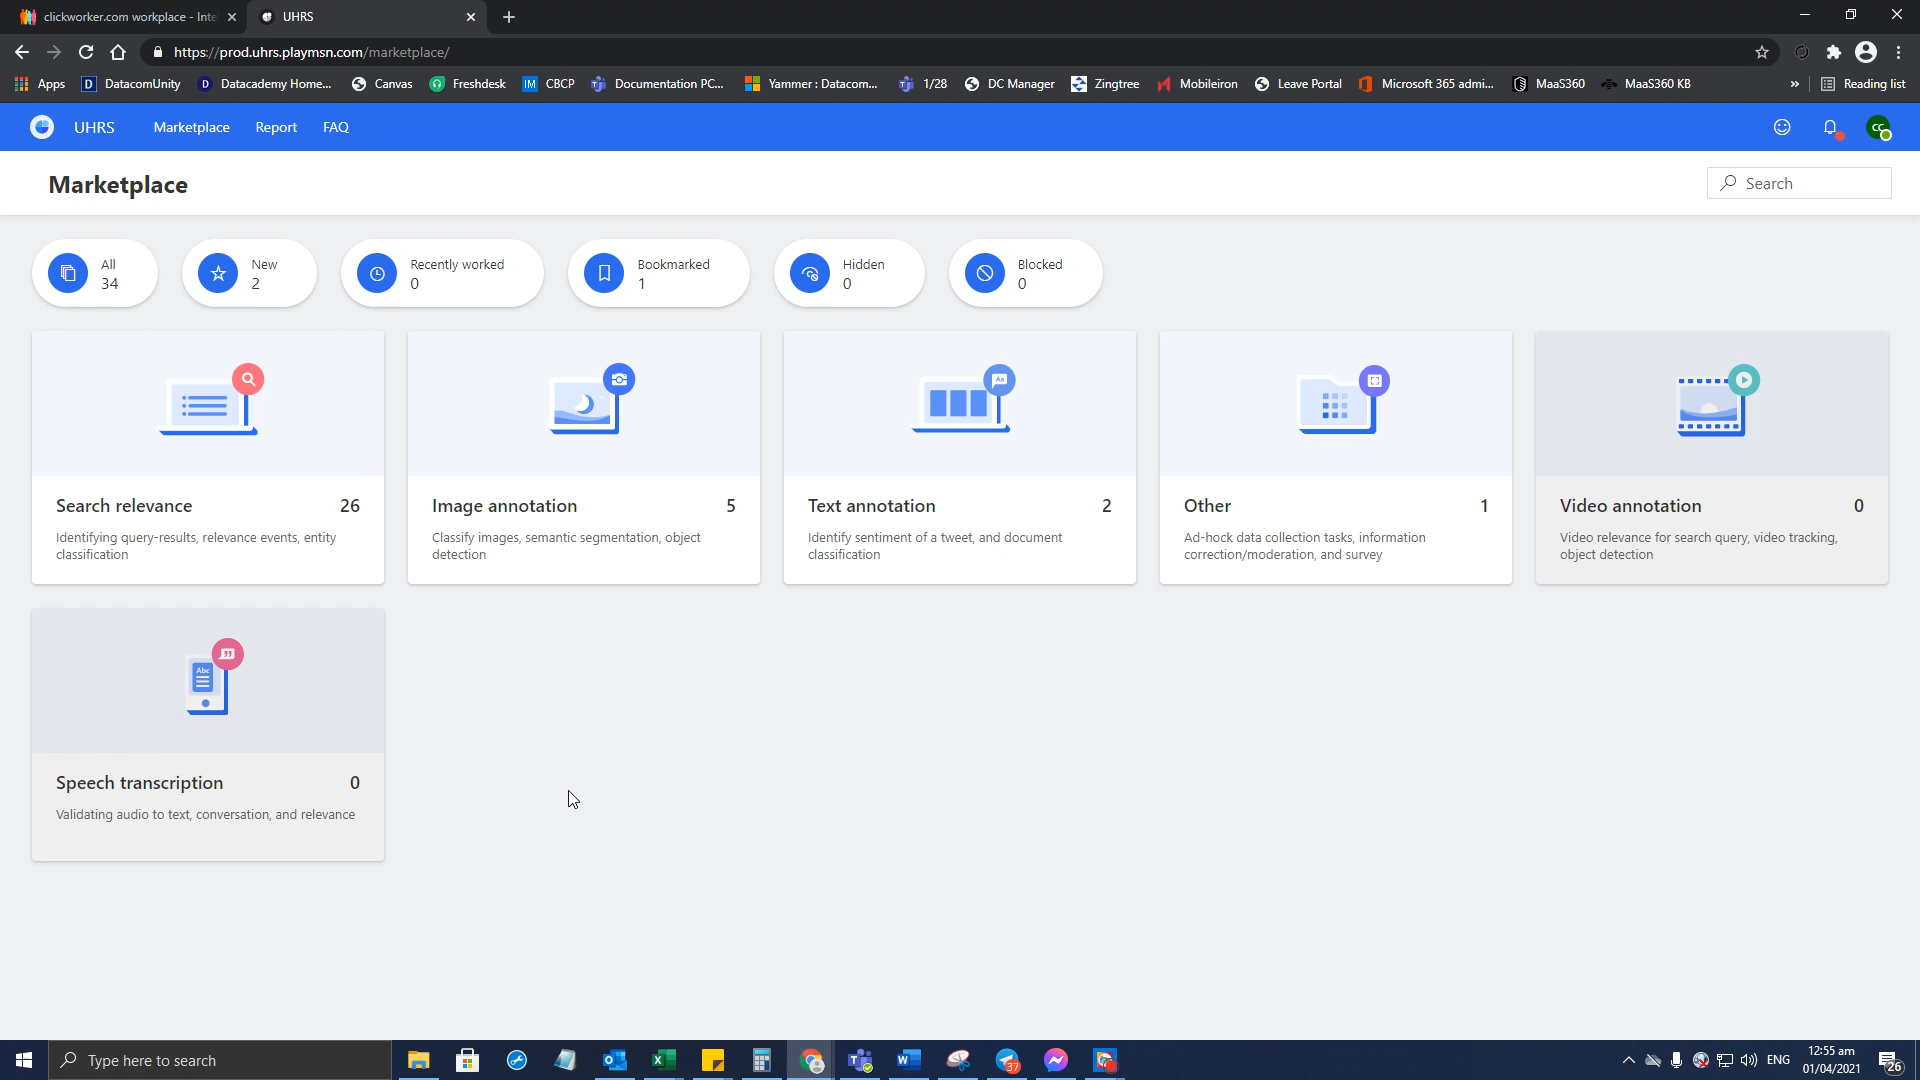 clickworker.com workplace - Inte
UHRS
https://prod.uhrs.playmsn.com/marketplace/
Apps
DatacomUnity
Datacademy Home...
Canvas
Freshdesk
CBCP
Documentation PC...
Yammer : Datacom...
1/28
DC Manager
Zingtree
Mobileiron
Leave Portal
Microsoft 365 admi...
MaaS360
MaaS360 KB
»
Reading list
UHRS
Marketplace
Report
FAQ
CC
Marketplace
Search
All
34
New
2
Recently worked
0
Bookmarked
1
Hidden
0
Blocked
0
Search relevance 26
Identifying query-results, relevance events, entity
classification
Image annotation 5
Classify images, semantic segmentation, object
detection
Aa
Text annotation 2
Identify sentiment of a tweet, and document
classification
Other 1
Ad-hock data collection tasks, information
correction/moderation, and survey
Video annotation 0
Video relevance for search query, video tracking,
object detection
Abc
Speech transcription 0
Validating audio to text, conversation, and relevance
Type here to search
37
ENG
12:55 am
01/04/2021
26